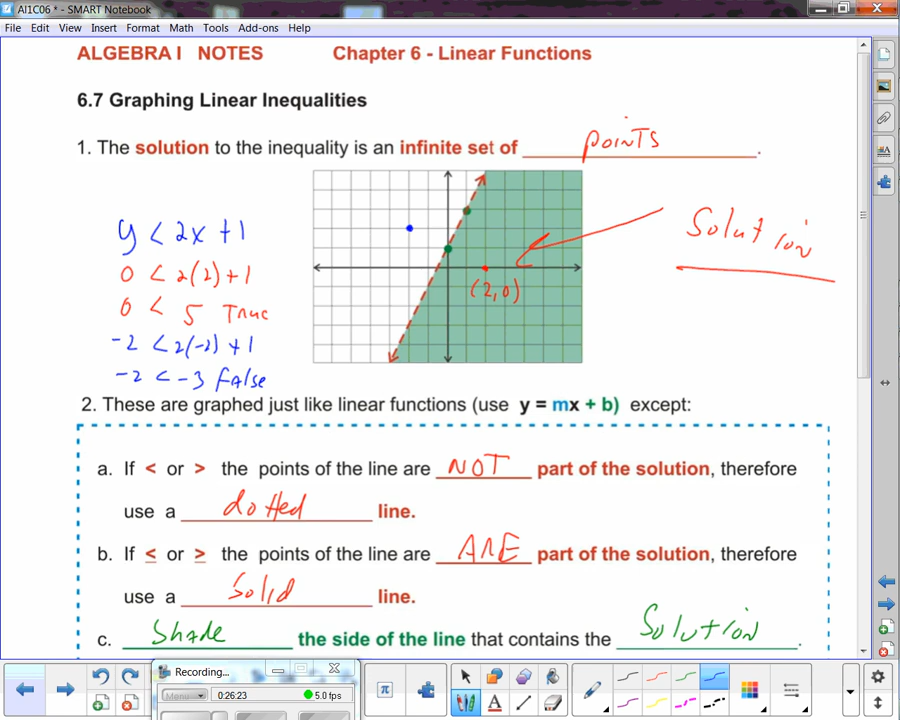 AI1C06 * - SMART Notebook
File Edit View Insert Format Math Tools Add-ons Help
ALGEBRA I NOTES Chapter 6 - Linear Functions
6.7 Graphing Linear Inequalities
1. The solution to the inequality is an infinite set of points.
y < 2x + 1
0 < 2(2) + 1
0 < 5 True
-2 < 2(-2) + 1
-2 < -3 False
(2,0)
Solution
2. These are graphed just like linear functions (use y = mx + b) except:
a. If < or > the points of the line are NOT part of the solution, therefore
use a dotted line.
b. If ≤ or ≥ the points of the line are ARE part of the solution, therefore
use a Solid line.
c. Shade the side of the line that contains the Solution.
Recording...
Menu 0:26:23 5.0 fps
π
A